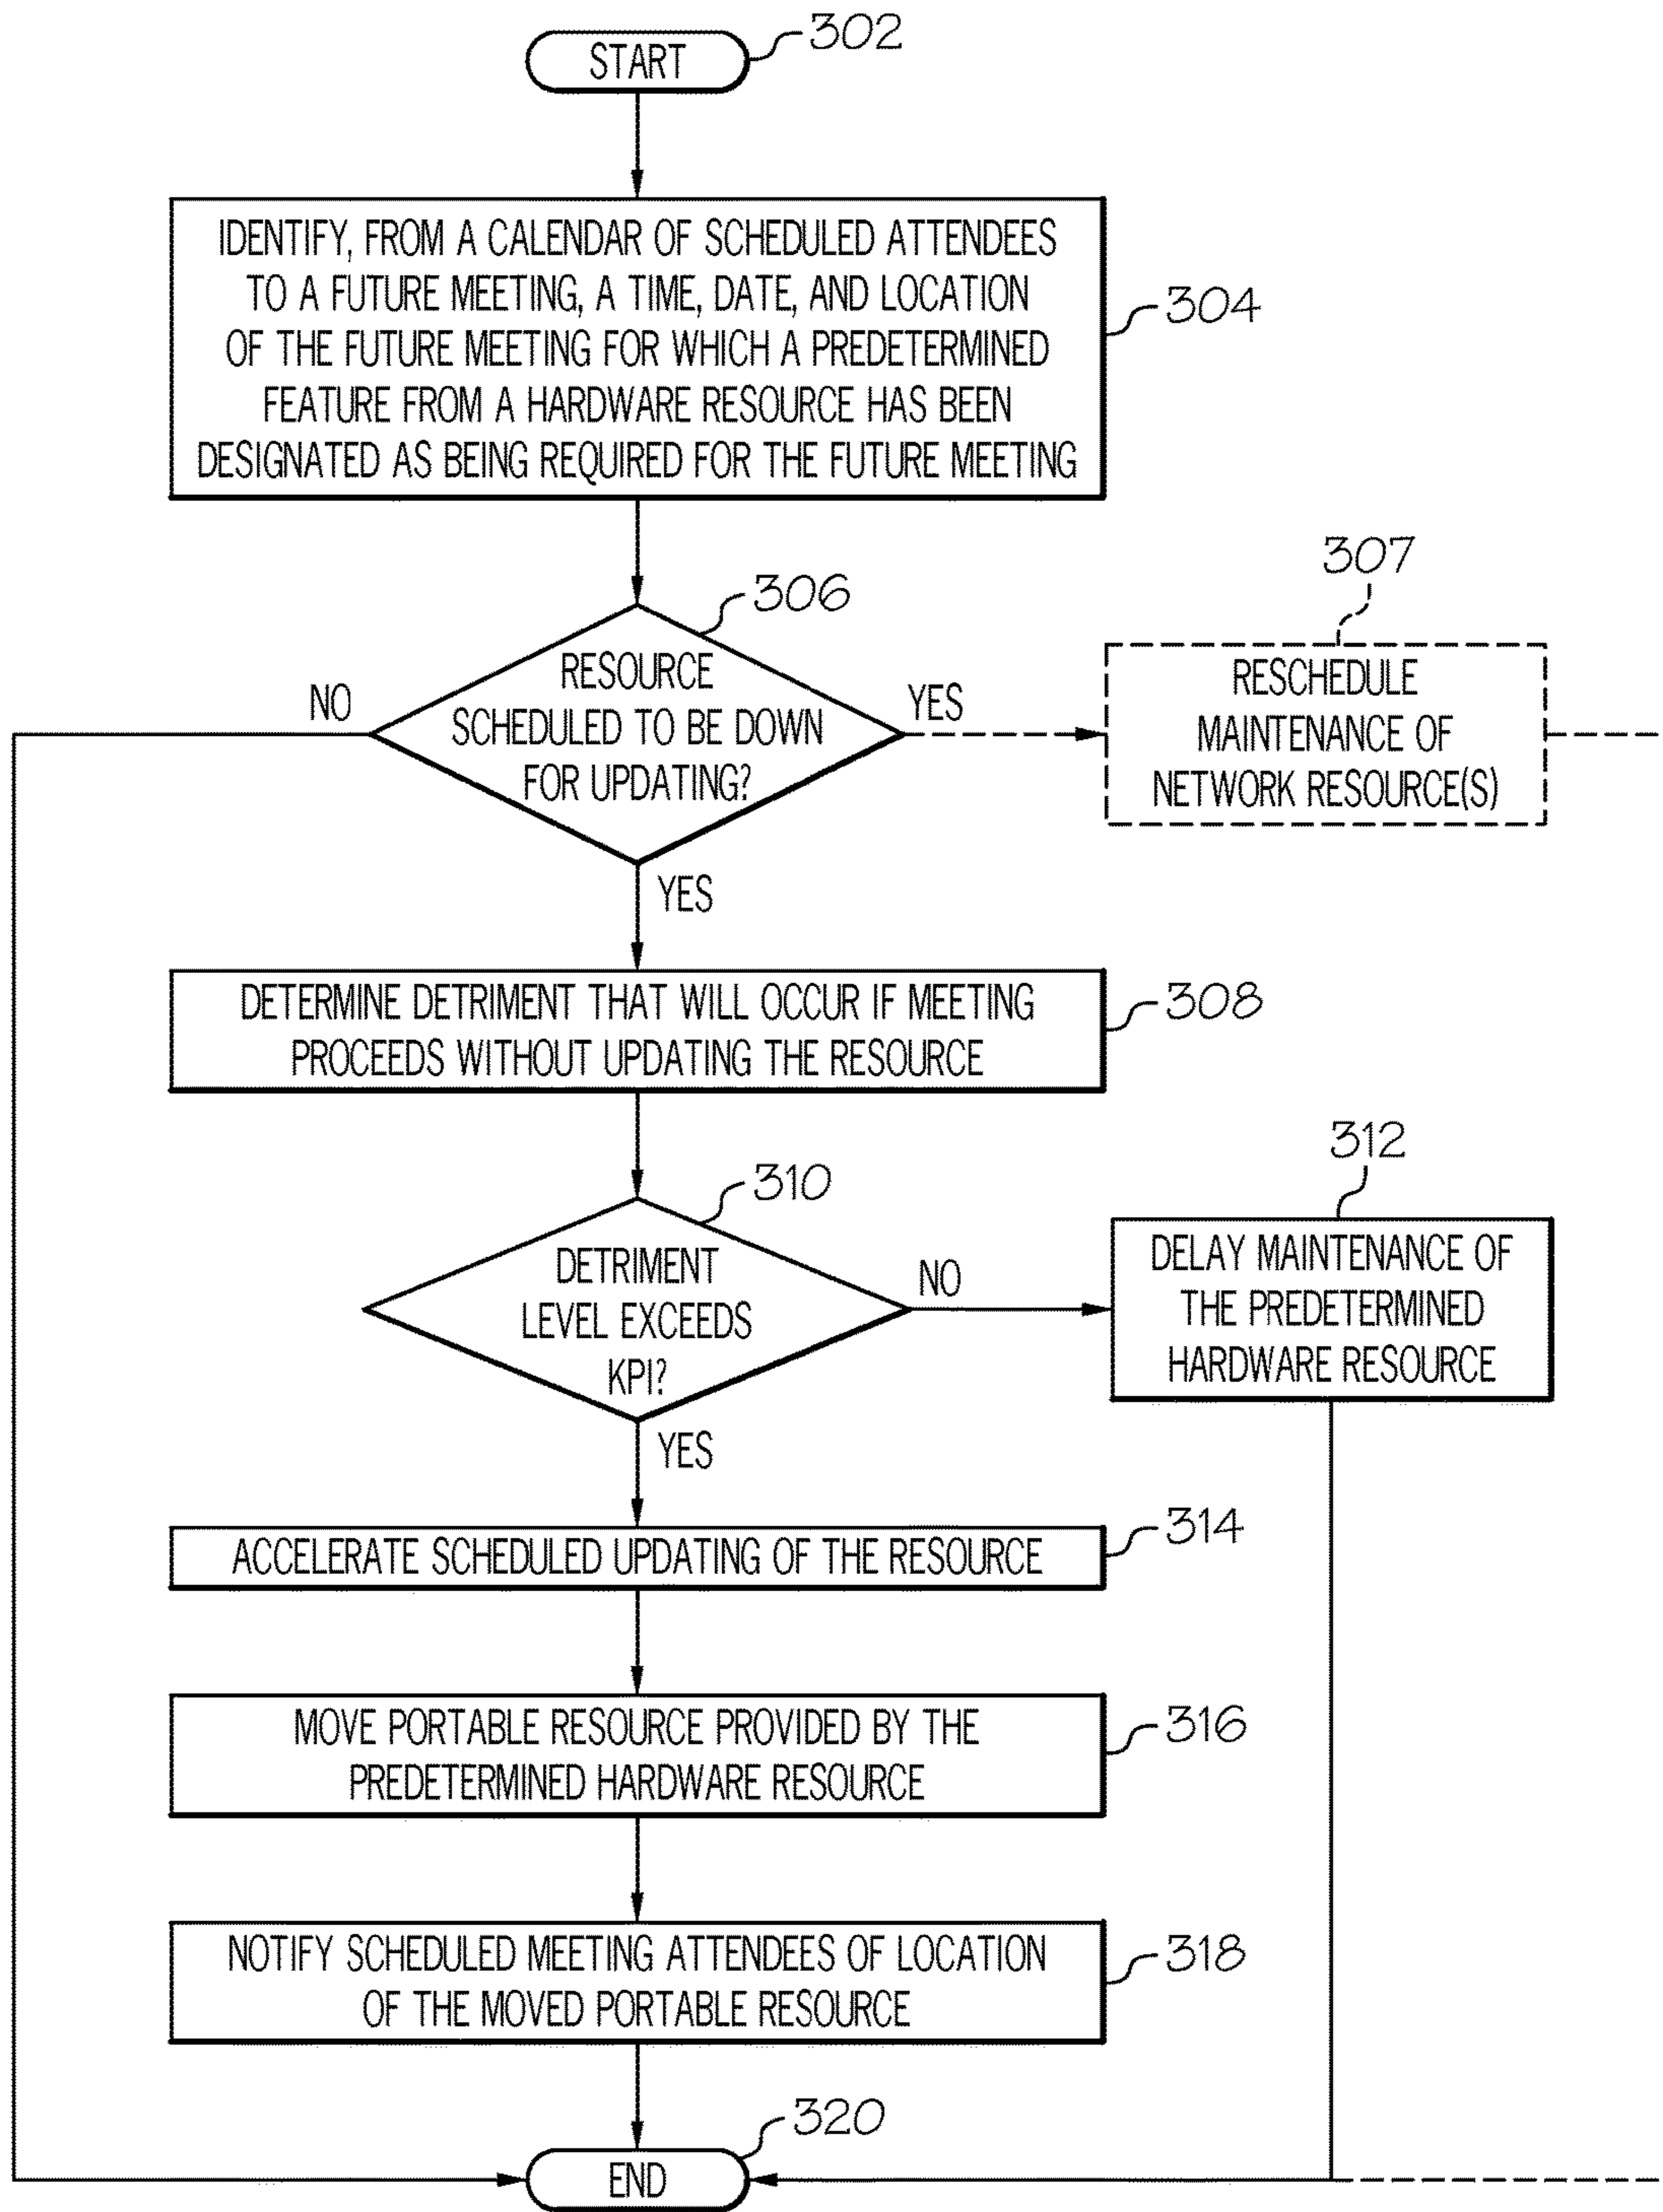 302
START
IDENTIFY, FROM A CALENDAR OF SCHEDULED ATTENDEES
TO A FUTURE MEETING, A TIME, DATE, AND LOCATION
OF THE FUTURE MEETING FOR WHICH A PREDETERMINED
FEATURE FROM A HARDWARE RESOURCE HAS BEEN
DESIGNATED AS BEING REQUIRED FOR THE FUTURE MEETING
304
306
RESOURCE
SCHEDULED TO BE DOWN
FOR UPDATING?
NO
YES
307
RESCHEDULE
MAINTENANCE OF
NETWORK RESOURCE(S)
YES
DETERMINE DETRIMENT THAT WILL OCCUR IF MEETING
PROCEEDS WITHOUT UPDATING THE RESOURCE
308
310
DETRIMENT
LEVEL EXCEEDS
KPI?
NO
312
DELAY MAINTENANCE OF
THE PREDETERMINED
HARDWARE RESOURCE
YES
ACCELERATE SCHEDULED UPDATING OF THE RESOURCE
314
MOVE PORTABLE RESOURCE PROVIDED BY THE
PREDETERMINED HARDWARE RESOURCE
316
NOTIFY SCHEDULED MEETING ATTENDEES OF LOCATION
OF THE MOVED PORTABLE RESOURCE
318
320
END